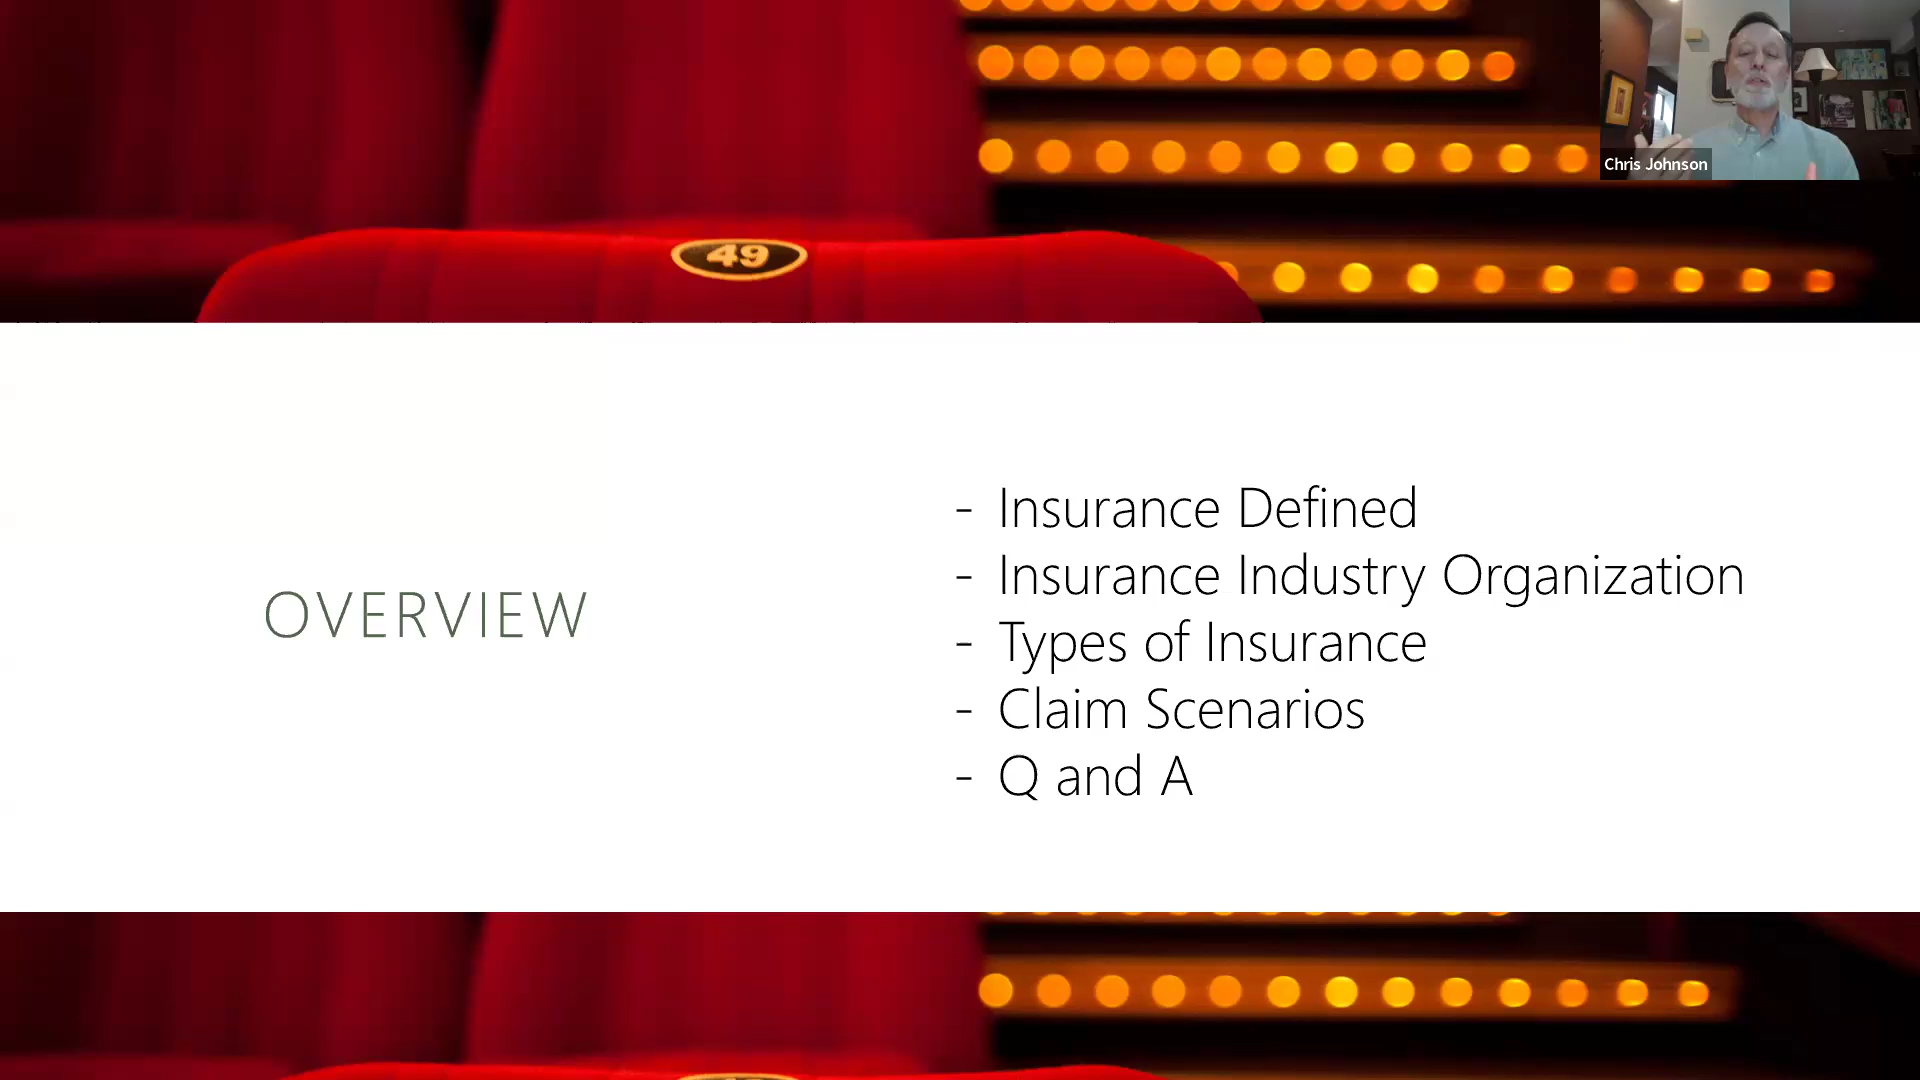 49
Chris Johnson
OVERVIEW
- Insurance Defined
- Insurance Industry Organization
- Types of Insurance
- Claim Scenarios
- Q and A